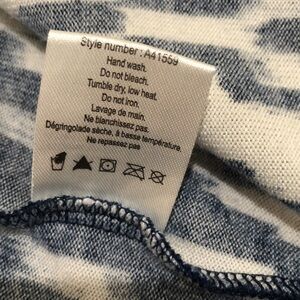 Style number : A41559
Hand wash.
Do not bleach.
Tumble dry, low heat.
Do not iron.
Lavage de main.
Ne blanchissez pas.
Dégringolade sèche, à basse température.
Ne repassez pas